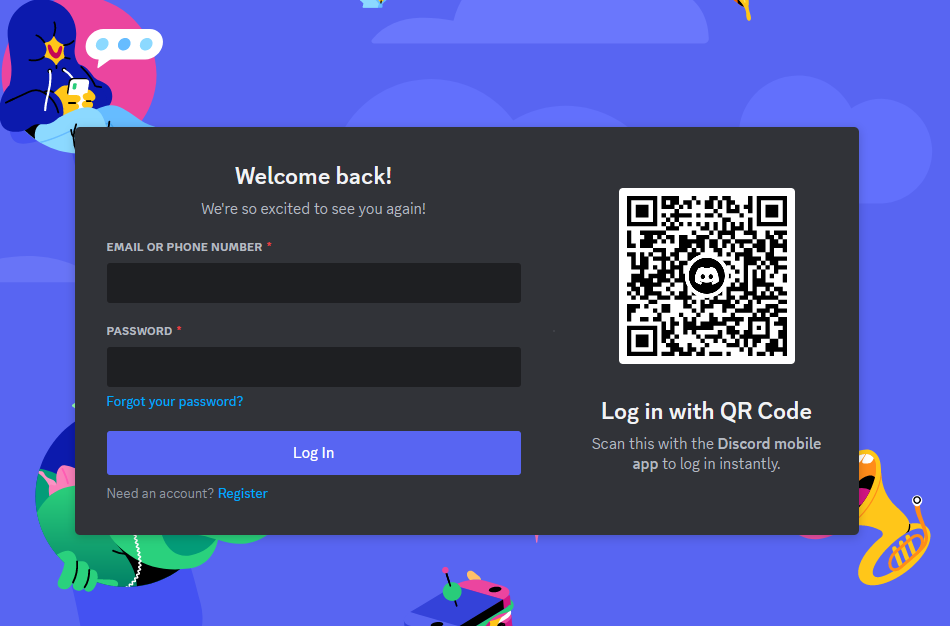 Welcome back!
We're so excited to see you again!
EMAIL OR PHONE NUMBER *
PASSWORD *
Forgot your password?
Log In
Need an account? Register
Log in with QR Code
Scan this with the Discord mobile
app to log in instantly.